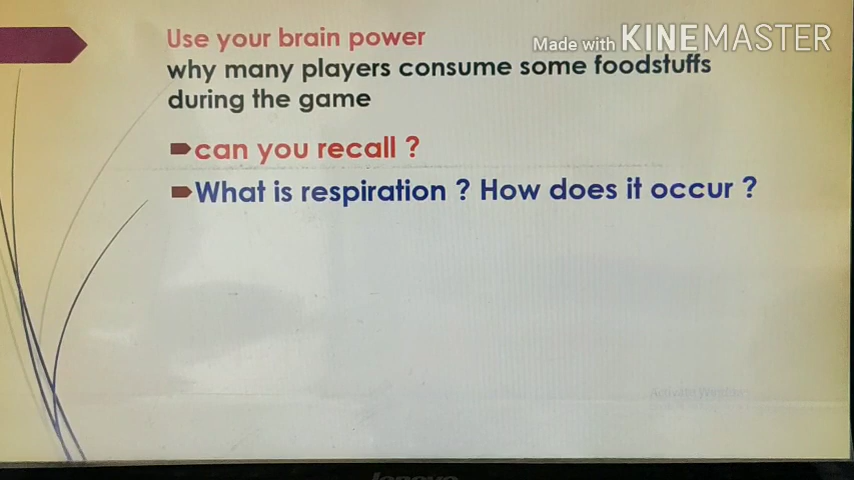 Use your brain power
Made with KINEMASTER
why many players consume some foodstuffs
during the game
can you recall ?
What is respiration ? How does it occur ?
lenovo